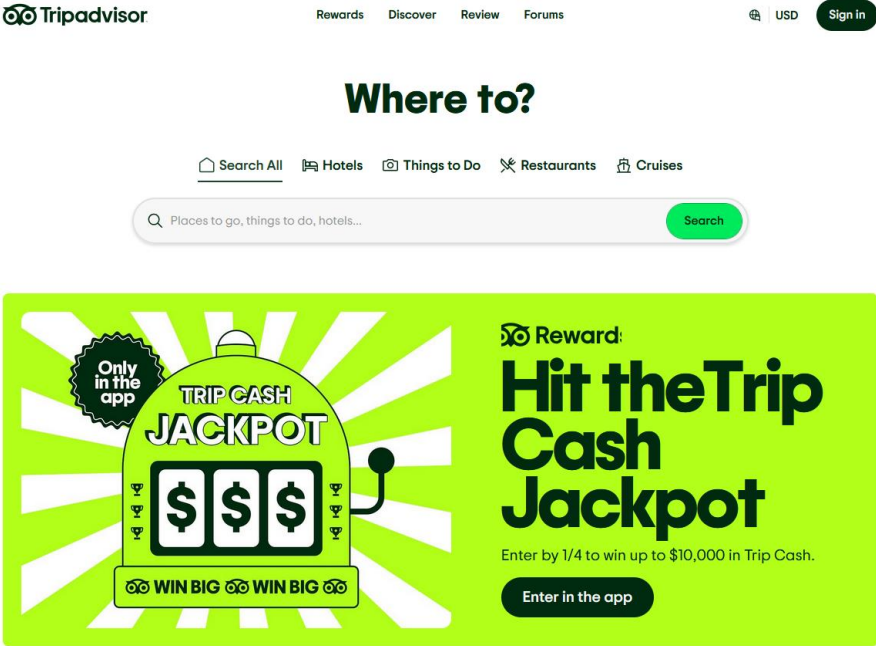 Tripadvisor
Rewards Discover Review Forums
USD
Sign in
Where to?
Search All Hotels Things to Do Restaurants Cruises
Places to go, things to do, hotels...
Search
Only
in the
app
TRIP CASH
JACKPOT
$ $ $
WIN BIG WIN BIG
Reward
Hit theTrip
Cash
Jackpot
Enter by 1/4 to win up to $10,000 in Trip Cash.
Enter in the app